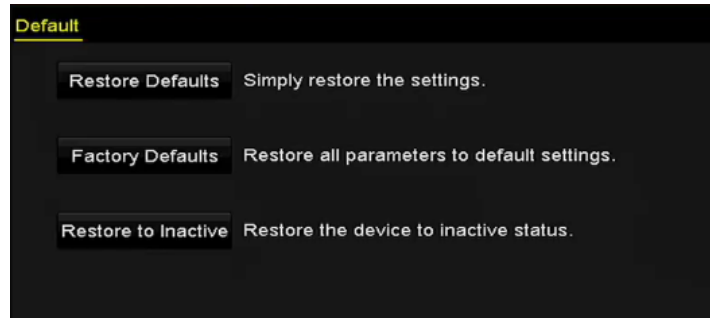 Default
Restore Defaults Simply restore the settings.
Factory Defaults Restore all parameters to default settings.
Restore to Inactive Restore the device to inactive status.